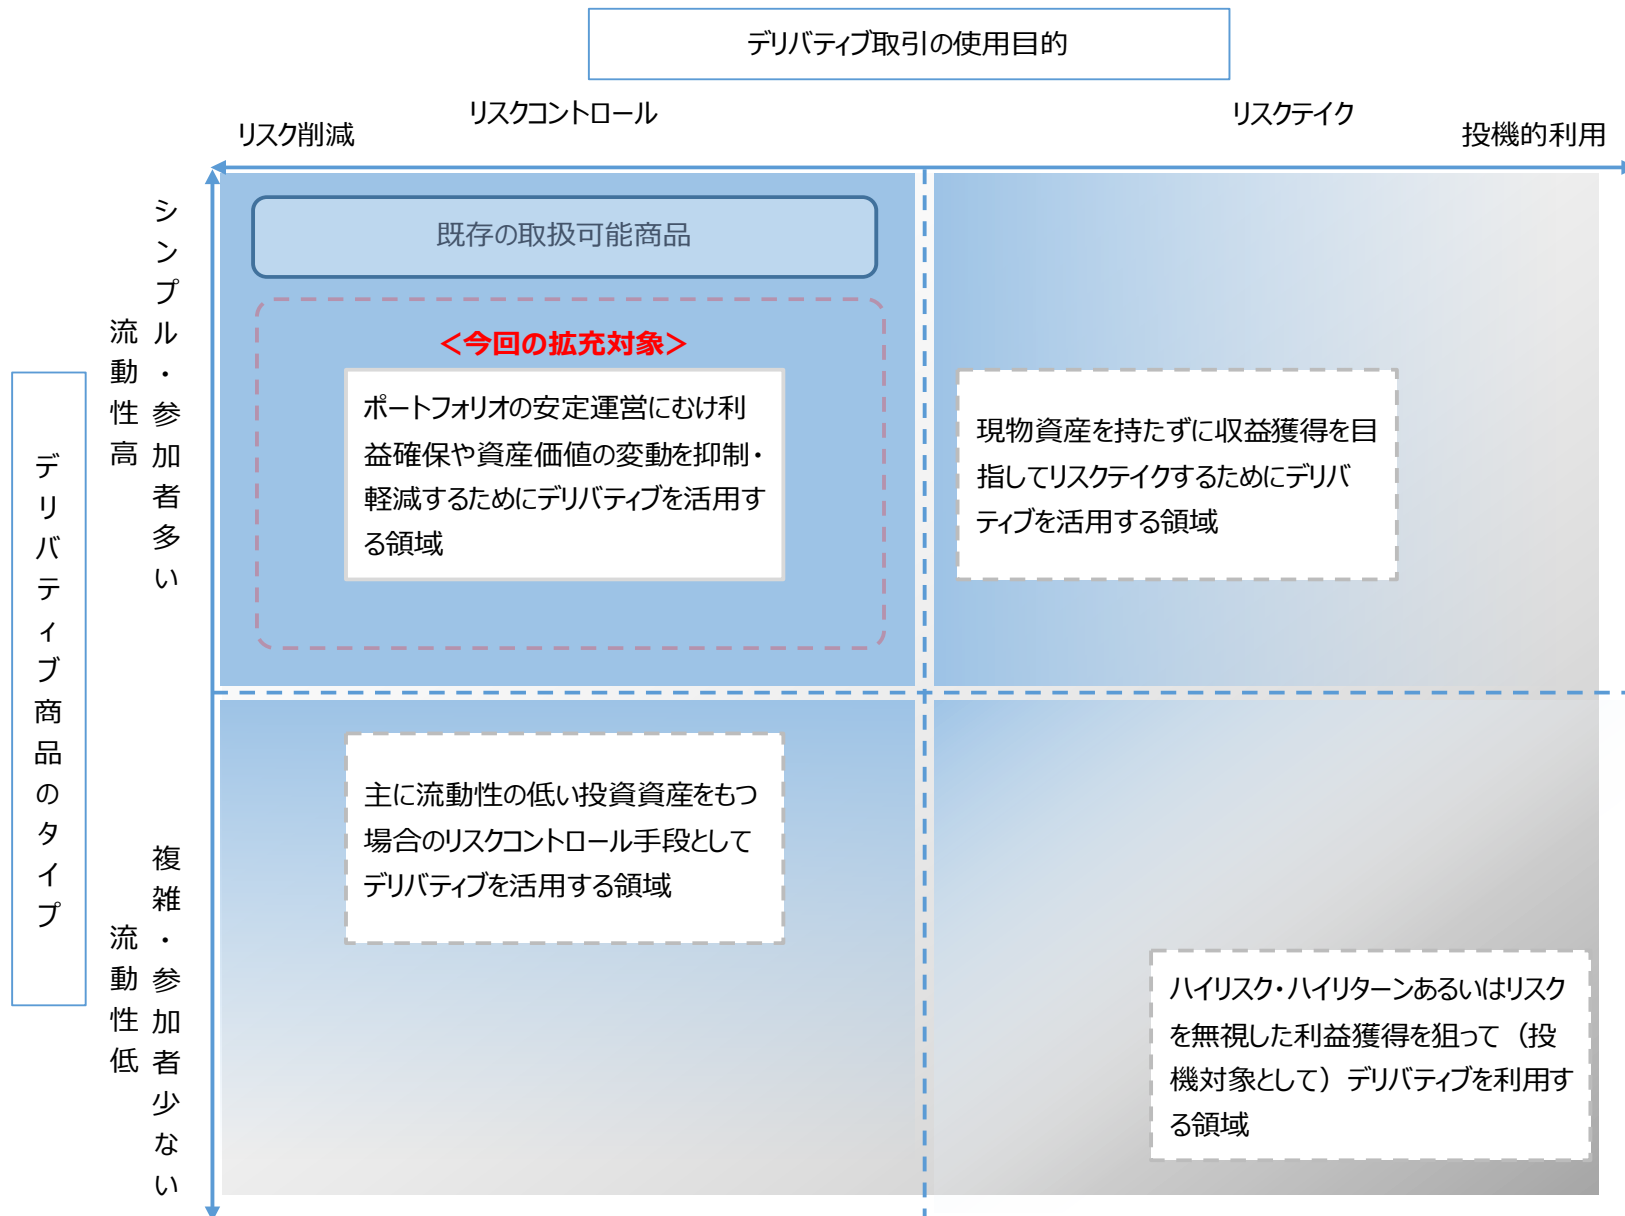 デリバティブ取引の使用目的
リスク削減
リスクコントロール
リスクテイク
投機的利用
デリバティブ商品のタイプ
シンプル・参加者多い
流動性高
既存の取扱可能商品
＜今回の拡充対象＞
ポートフォリオの安定運営にむけ利
益確保や資産価値の変動を抑制・
軽減するためにデリバティブを活用す
る領域
現物資産を持たずに収益獲得を目
指してリスクテイクするためにデリバ
ティブを活用する領域
複雑・参加者少ない
流動性低
主に流動性の低い投資資産をもつ
場合のリスクコントロール手段として
デリバティブを活用する領域
ハイリスク・ハイリターンあるいはリスク
を無視した利益獲得を狙って（投
機対象として）デリバティブを利用す
る領域